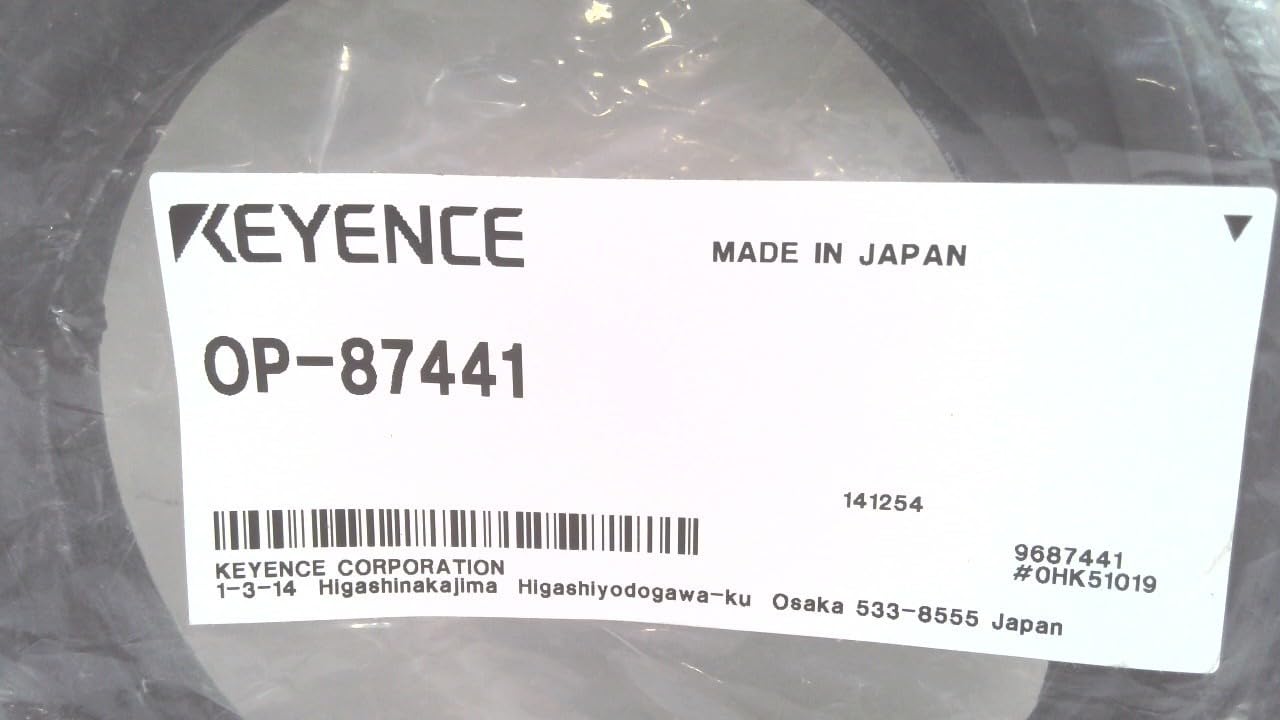 KEYENCE
MADE IN JAPAN
OP-87441
141254
9687441
#0HK51019
KEYENCE CORPORATION
1-3-14 Higashinakajima Higashiyodogawa-ku Osaka 533-8555 Japan